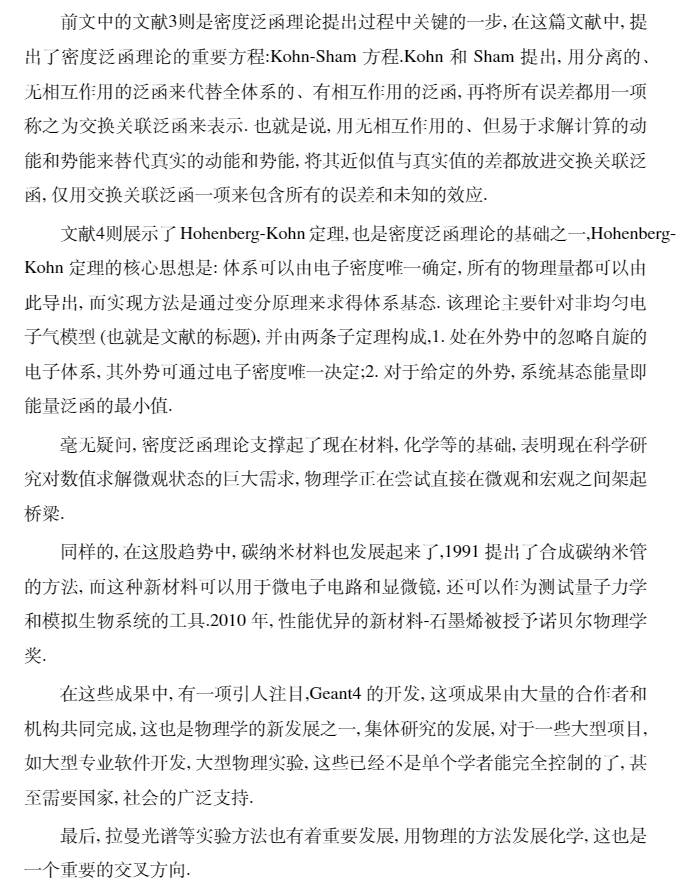 前文中的文献3则是密度泛函理论提出过程中关键的一步, 在这篇文献中, 提
出了密度泛函理论的重要方程:Kohn-Sham 方程.Kohn 和 Sham 提出, 用分离的、
无相互作用的泛函来代替全体系的、有相互作用的泛函, 再将所有误差都用一项
称之为交换关联泛函来表示. 也就是说, 用无相互作用的、但易于求解计算的动
能和势能来替代真实的动能和势能, 将其近似值与真实值的差都放进交换关联泛
函, 仅用交换关联泛函一项来包含所有的误差和未知的效应.
文献4则展示了 Hohenberg-Kohn 定理, 也是密度泛函理论的基础之一,Hohenberg-
Kohn 定理的核心思想是: 体系可以由电子密度唯一确定, 所有的物理量都可以由
此导出, 而实现方法是通过变分原理来求得体系基态. 该理论主要针对非均匀电
子气模型 (也就是文献的标题), 并由两条子定理构成,1. 处在外势中的忽略自旋的
电子体系, 其外势可通过电子密度唯一决定;2. 对于给定的外势, 系统基态能量即
能量泛函的最小值.
毫无疑问, 密度泛函理论支撑起了现在材料, 化学等的基础, 表明现在科学研
究对数值求解微观状态的巨大需求, 物理学正在尝试直接在微观和宏观之间架起
桥梁.
同样的, 在这股趋势中, 碳纳米材料也发展起来了,1991 提出了合成碳纳米管
的方法, 而这种新材料可以用于微电子电路和显微镜, 还可以作为测试量子力学
和模拟生物系统的工具.2010 年, 性能优异的新材料-石墨烯被授予诺贝尔物理学
奖.
在这些成果中, 有一项引人注目,Geant4 的开发, 这项成果由大量的合作者和
机构共同完成, 这也是物理学的新发展之一, 集体研究的发展, 对于一些大型项目,
如大型专业软件开发, 大型物理实验, 这些已经不是单个学者能完全控制的了, 甚
至需要国家, 社会的广泛支持.
最后, 拉曼光谱等实验方法也有着重要发展, 用物理的方法发展化学, 这也是
一个重要的交叉方向.